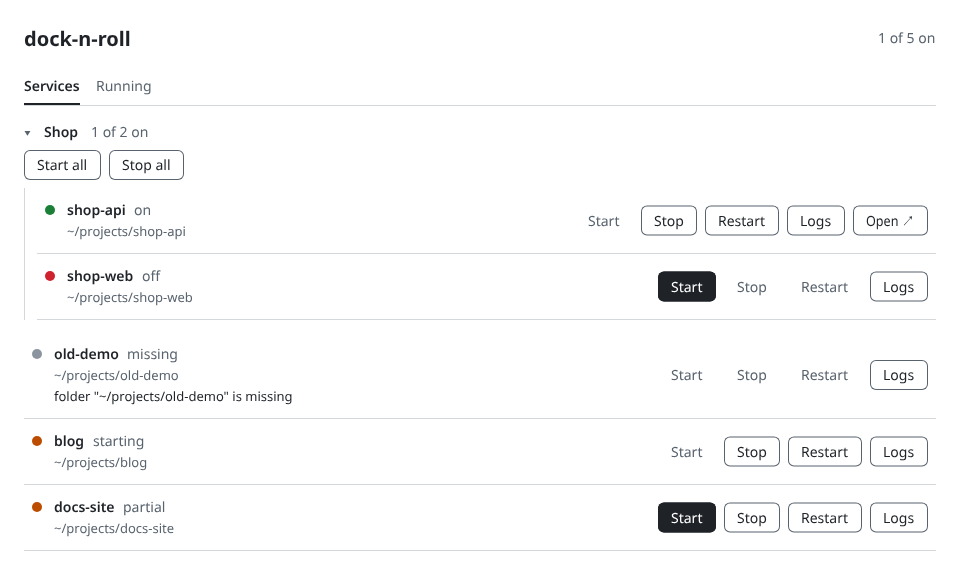 dock-n-roll
1 of 5 on
Services Running
▾ Shop 1 of 2 on
Start all Stop all
shop-api on
~/projects/shop-api
Start Stop Restart Logs Open ↗
shop-web off
~/projects/shop-web
Start Stop Restart Logs
old-demo missing
~/projects/old-demo
folder "~/projects/old-demo" is missing
Start Stop Restart Logs
blog starting
~/projects/blog
Start Stop Restart Logs
docs-site partial
~/projects/docs-site
Start Stop Restart Logs